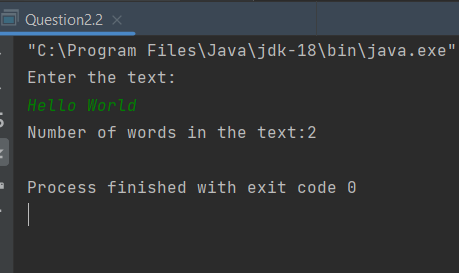 Question2.2
"C:\Program Files\Java\jdk-18\bin\java.exe"
Enter the text:
Hello World
Number of words in the text:2
Process finished with exit code 0